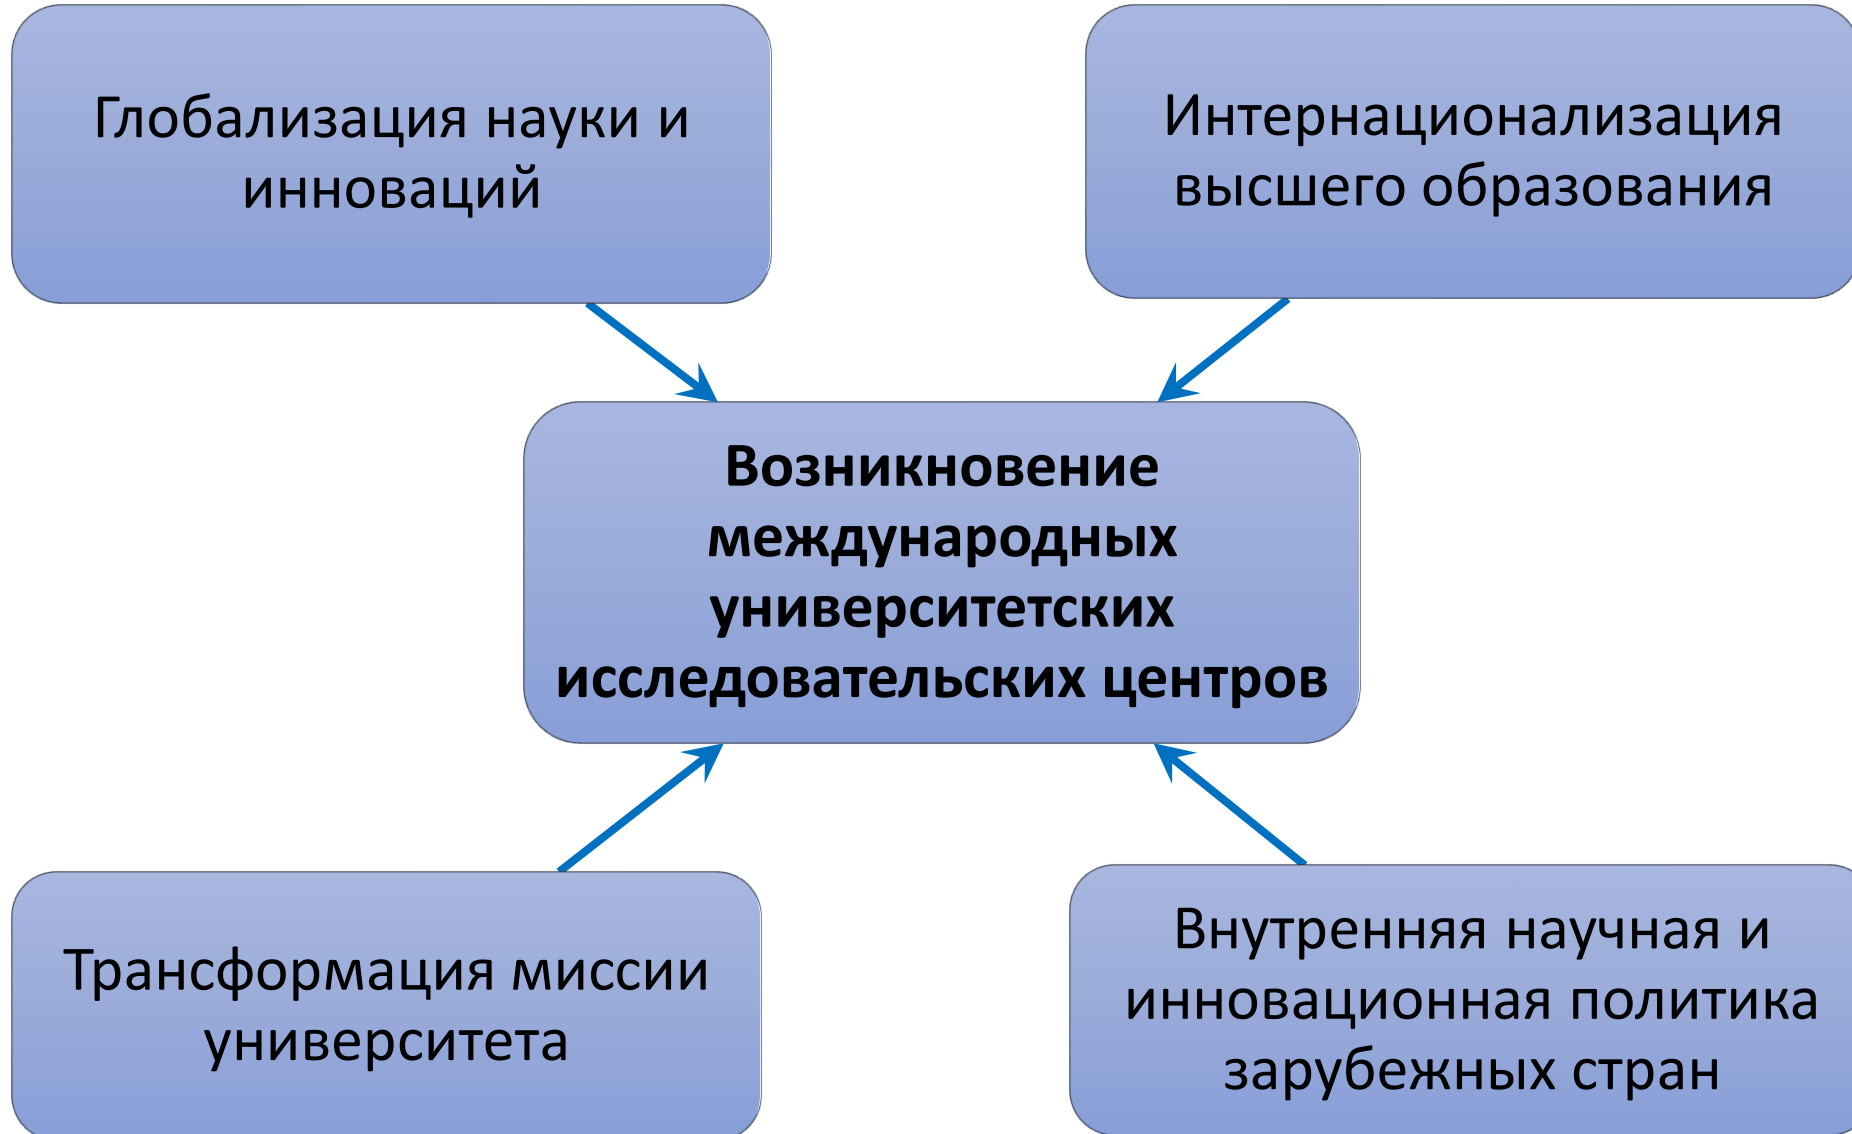 Глобализация науки и
инноваций
Интернационализация
высшего образования
Возникновение
международных
университетских
исследовательских центров
Трансформация миссии
университета
Внутренняя научная и
инновационная политика
зарубежных стран